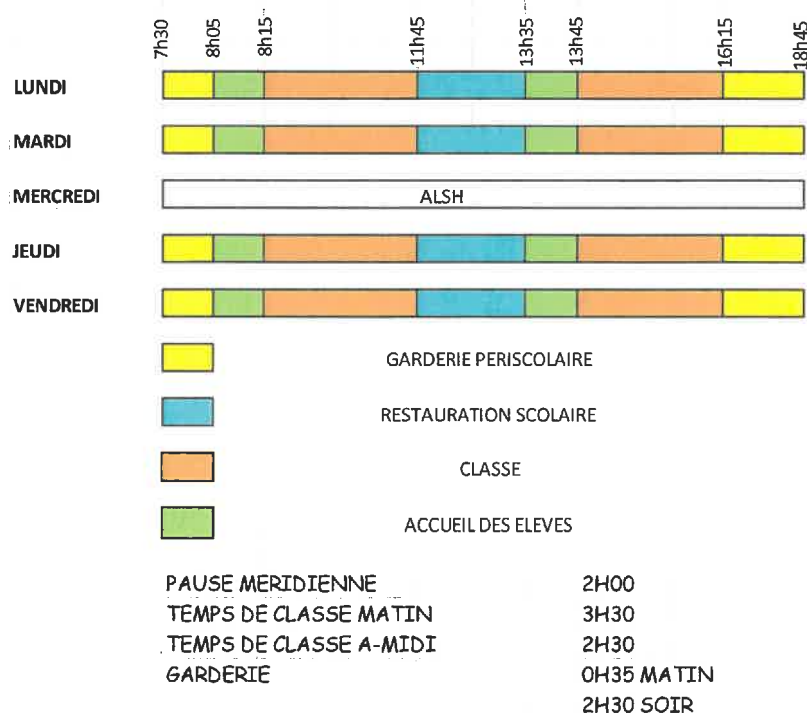 7h30 8h05 8h15 11h45 13h35 13h45 16h15 18h45
LUNDI
MARDI
MERCREDI ALSH
JEUDI
VENDREDI
GARDERIE PERISCOLAIRE
RESTAURATION SCOLAIRE
CLASSE
ACCUEIL DES ELEVES
PAUSE MERIDIENNE 2H00
TEMPS DE CLASSE MATIN 3H30
TEMPS DE CLASSE A-MIDI 2H30
GARDERIE 0H35 MATIN
2H30 SOIR